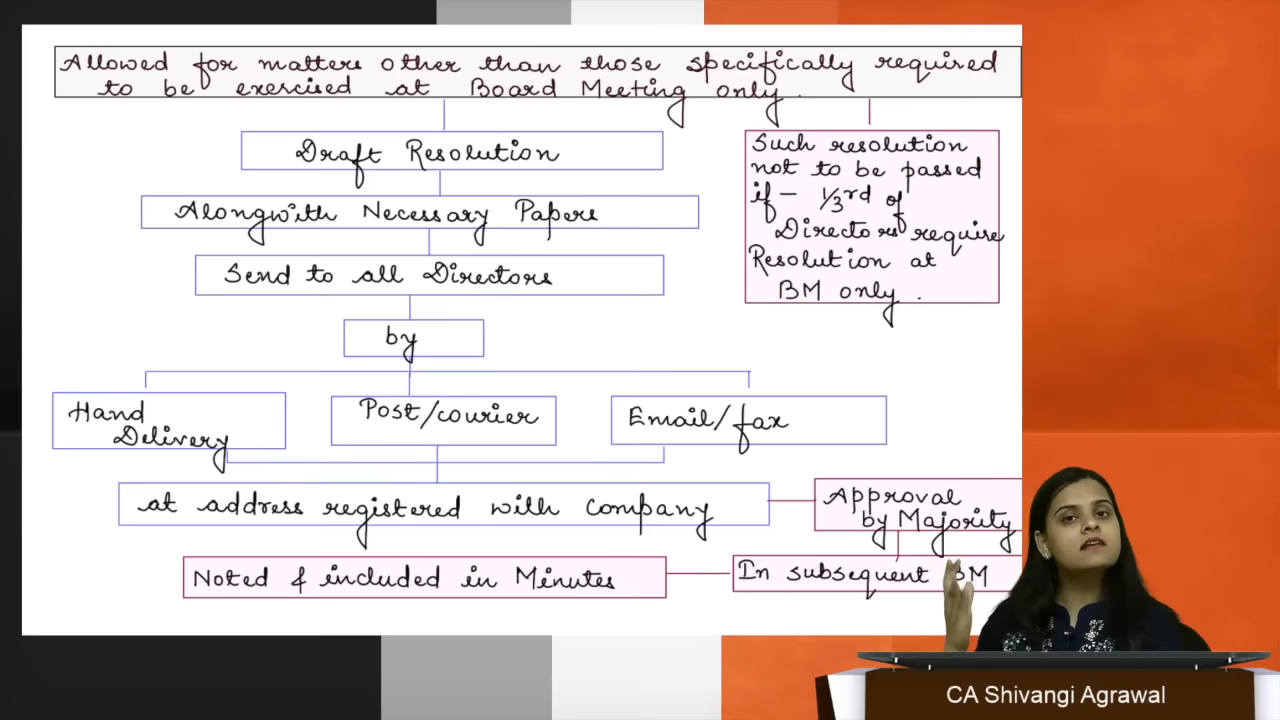 Allowed for matters other than those specifically required
to be exercised at Board Meeting only.
Draft Resolution
Alongwith Necessary Papers
Send to all Directors
by
Hand
Delivery
Post/courier
Email/fax
at address registered with company
Approval
by Majority
In subsequent BM
Noted & included in Minutes
Such resolution
not to be passed
if - 1/3rd of
Directors require
Resolution at
BM only.
CA Shivangi Agrawal